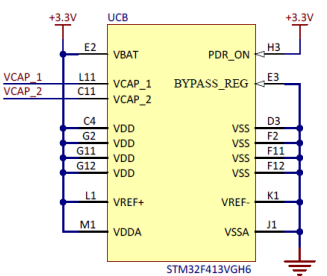 +3.3V UCB +3.3V
E2 VBAT PDR_ON H3
VCAP_1 L11 VCAP_1 BYPASS_REG E3
VCAP_2 C11 VCAP_2
C4 VDD VSS D3
G2 VDD VSS F2
G11 VDD VSS F11
G12 VDD VSS F12
L1 VREF+ VREF- K1
M1 VDDA VSSA J1
STM32F413VGH6